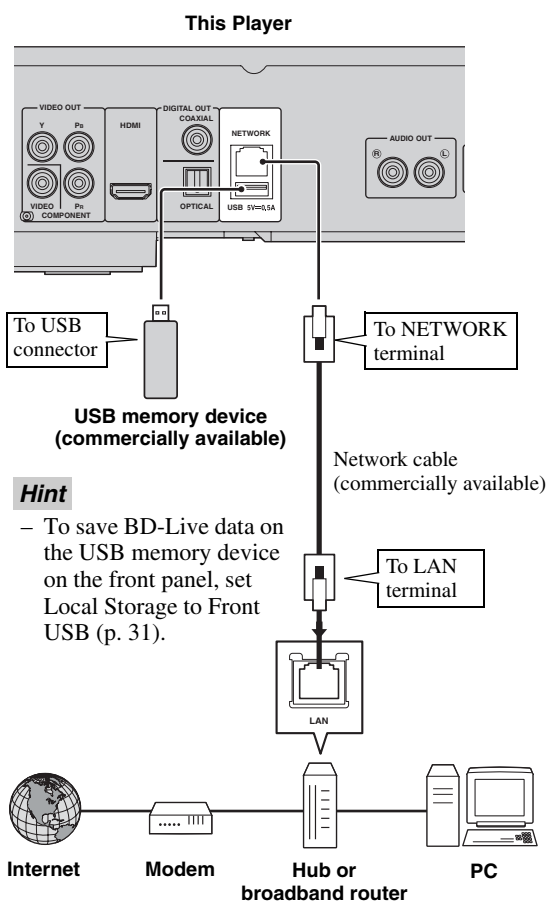 This Player
VIDEO OUT
Y
PB
VIDEO
PR
COMPONENT
HDMI
DIGITAL OUT
COAXIAL
OPTICAL
NETWORK
USB 5V⎓0,5A
AUDIO OUT
R
L
To USB
connector
To NETWORK
terminal
USB memory device
(commercially available)
Network cable
(commercially available)
Hint
– To save BD-Live data on
the USB memory device
on the front panel, set
Local Storage to Front
USB (p. 31).
To LAN
terminal
LAN
Internet
Modem
Hub or
broadband router
PC